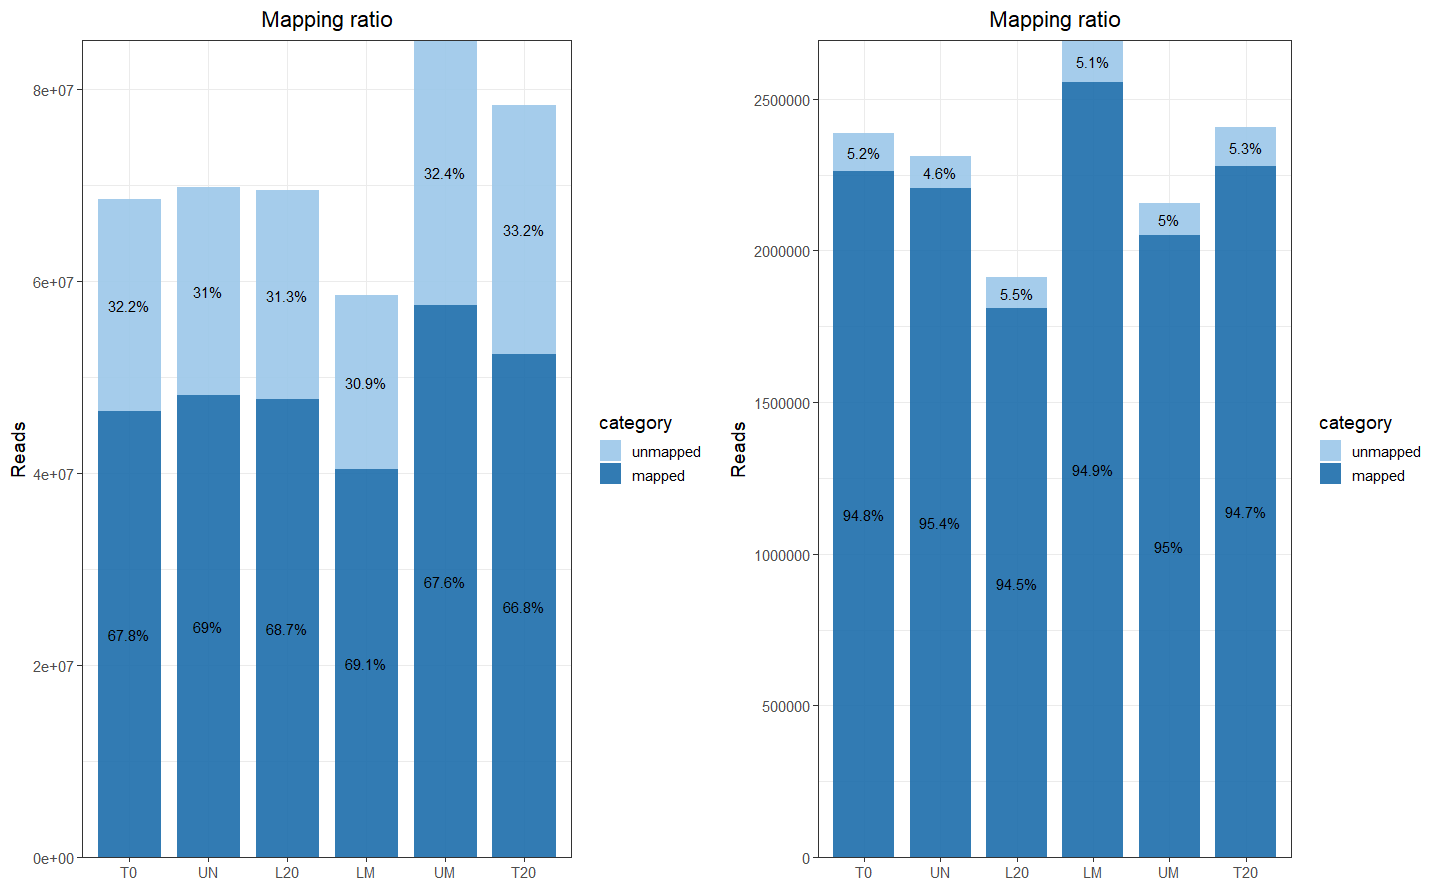 Mapping ratio
Reads
8e+07
6e+07
4e+07
2e+07
0e+00
32.2%
31%
31.3%
30.9%
32.4%
33.2%
67.8%
69%
68.7%
69.1%
67.6%
66.8%
T0
UN
L20
LM
UM
T20
category
unmapped
mapped
Mapping ratio
Reads
2500000
2000000
1500000
1000000
500000
0
5.2%
4.6%
5.5%
5.1%
5%
5.3%
94.8%
95.4%
94.5%
94.9%
95%
94.7%
T0
UN
L20
LM
UM
T20
category
unmapped
mapped